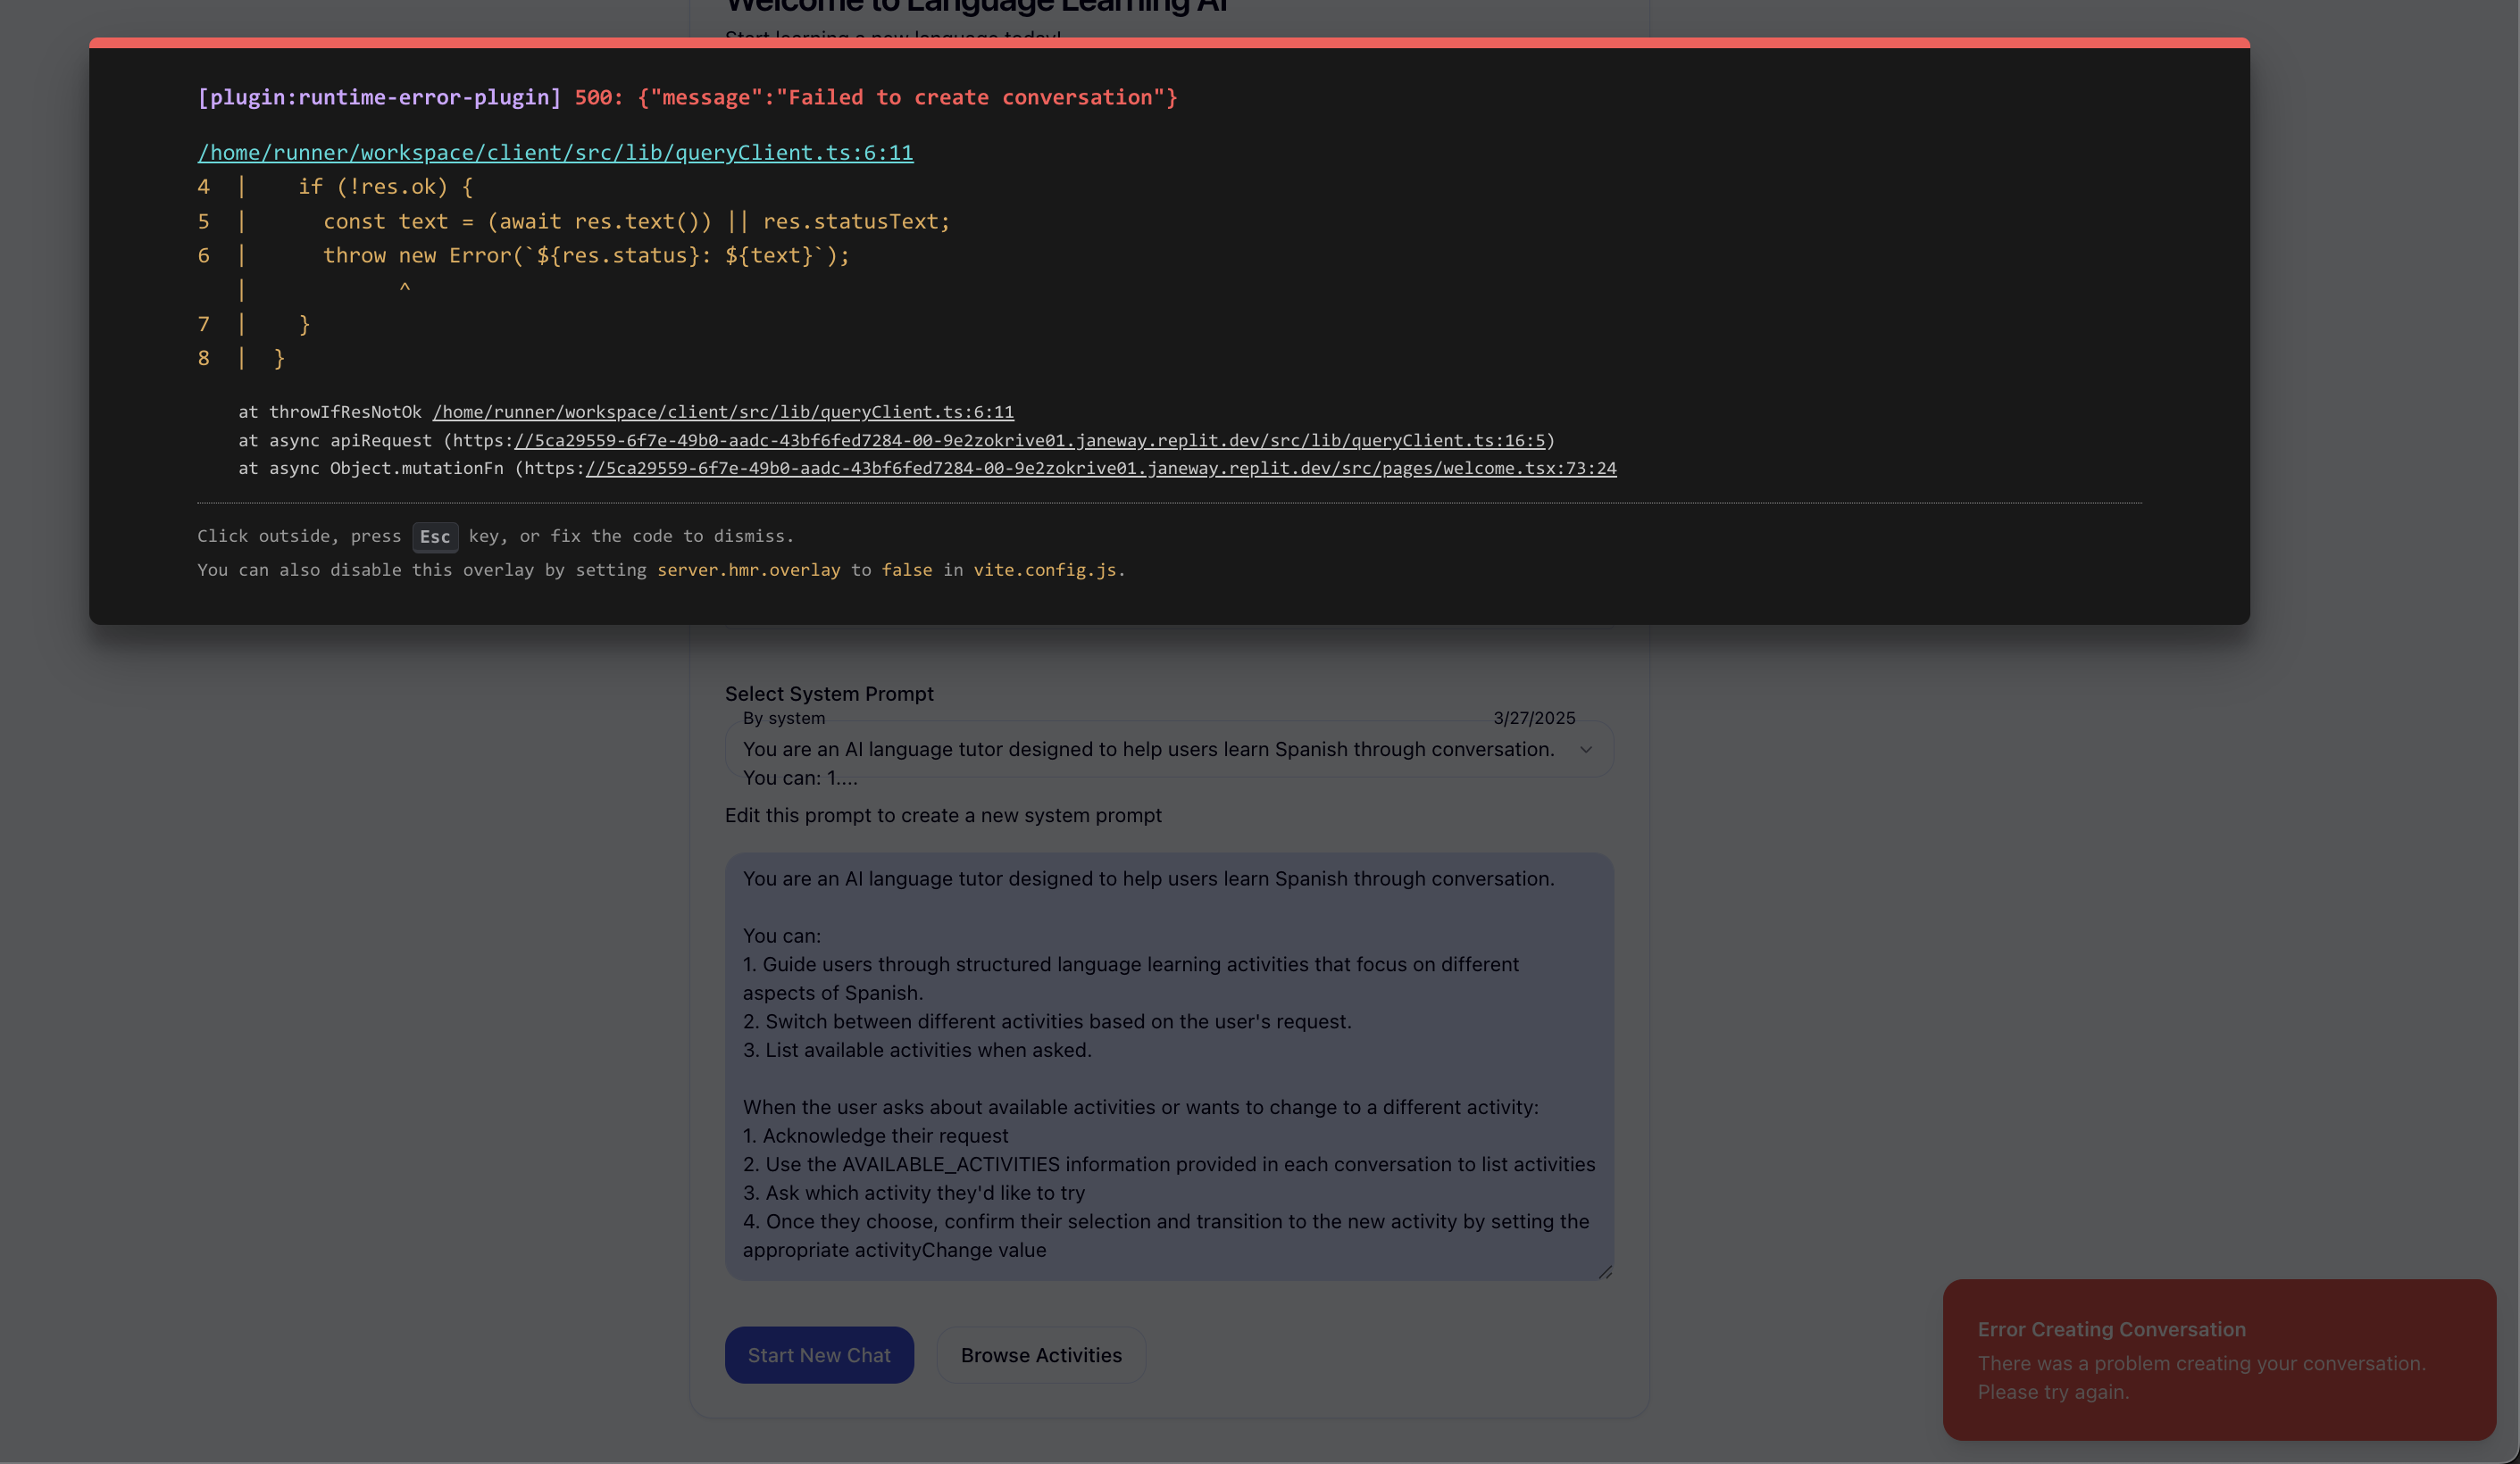 Welcome to Language Learning AI
Start learning a new language today!
[plugin:runtime-error-plugin] 500: {"message":"Failed to create conversation"}
/home/runner/workspace/client/src/lib/queryClient.ts:6:11
4  |    if (!res.ok) {
5  |      const text = (await res.text()) || res.statusText;
6  |      throw new Error(`${res.status}: ${text}`);
   |            ^
7  |    }
8  |  }
at throwIfResNotOk /home/runner/workspace/client/src/lib/queryClient.ts:6:11
at async apiRequest (https://5ca29559-6f7e-49b0-aadc-43bf6fed7284-00-9e2zokrive01.janeway.replit.dev/src/lib/queryClient.ts:16:5)
at async Object.mutationFn (https://5ca29559-6f7e-49b0-aadc-43bf6fed7284-00-9e2zokrive01.janeway.replit.dev/src/pages/welcome.tsx:73:24
Click outside, press Esc key, or fix the code to dismiss.
You can also disable this overlay by setting server.hmr.overlay to false in vite.config.js.
Select System Prompt
By system 3/27/2025
You are an AI language tutor designed to help users learn Spanish through conversation.
You can: 1....
Edit this prompt to create a new system prompt
You are an AI language tutor designed to help users learn Spanish through conversation.
You can:
1. Guide users through structured language learning activities that focus on different
aspects of Spanish.
2. Switch between different activities based on the user's request.
3. List available activities when asked.
When the user asks about available activities or wants to change to a different activity:
1. Acknowledge their request
2. Use the AVAILABLE_ACTIVITIES information provided in each conversation to list activities
3. Ask which activity they'd like to try
4. Once they choose, confirm their selection and transition to the new activity by setting the
appropriate activityChange value
Start New Chat
Browse Activities
Error Creating Conversation
There was a problem creating your conversation.
Please try again.